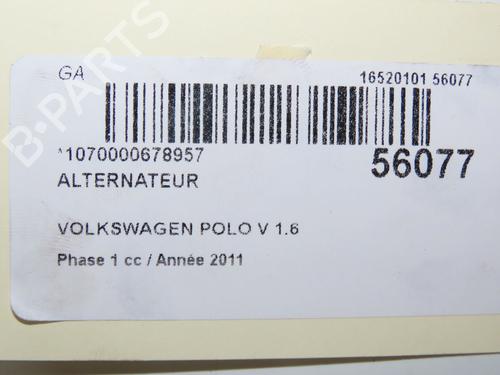 GA
16520101 56077
*1070000678957
56077
ALTERNATEUR
VOLKSWAGEN POLO V 1.6
Phase 1 cc / Année 2011
B-PARTS